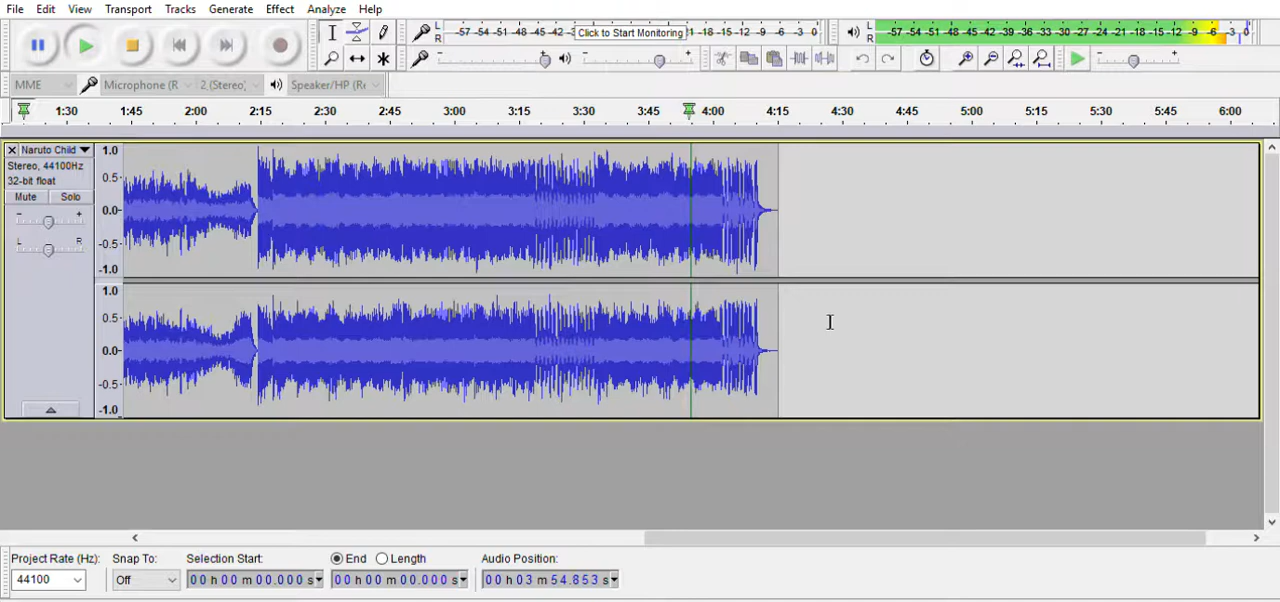 File Edit View Transport Tracks Generate Effect Analyze Help
-57 -54 -51 -48 -45 -42 Click to Start Monitoring -18 -15 -12 -9 -6 -3 0
L R
-57 -54 -51 -48 -45 -42 -39 -36 -33 -30 -27 -24 -21 -18 -15 -12 -9 -6 -3 0
L R
MME Microphone (R 2 (Stereo) Speaker/HP (Re
1:30 1:45 2:00 2:15 2:30 2:45 3:00 3:15 3:30 3:45 4:00 4:15 4:30 4:45 5:00 5:15 5:30 5:45 6:00
Naruto Child
Stereo, 44100Hz
32-bit float
Mute Solo
- +
L R
1.0
0.5
0.0
-0.5
-1.0
1.0
0.5
0.0
-0.5
-1.0
Project Rate (Hz): Snap To: Selection Start: End Length Audio Position:
44100 Off 00 h 00 m 00.000 s 00 h 00 m 00.000 s 00 h 03 m 54.853 s